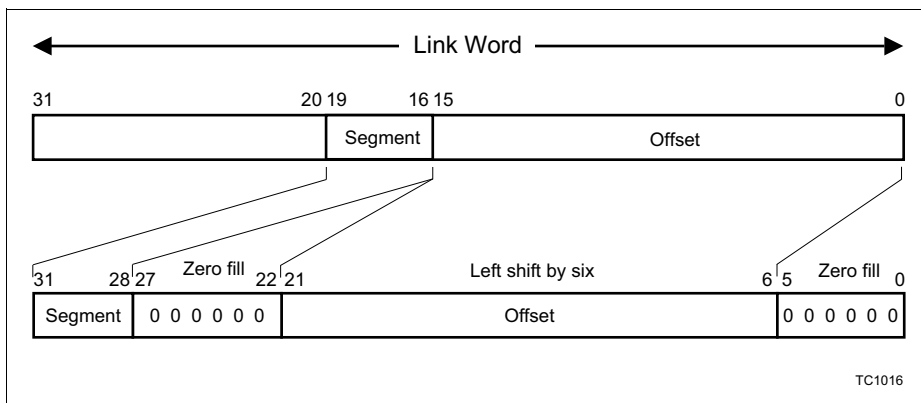 Link Word
31 20 19 16 15 0
Segment Offset
Zero fill Left shift by six Zero fill
31 28 27 22 21 6 5 0
Segment 0 0 0 0 0 0 Offset 0 0 0 0 0 0
TC1016